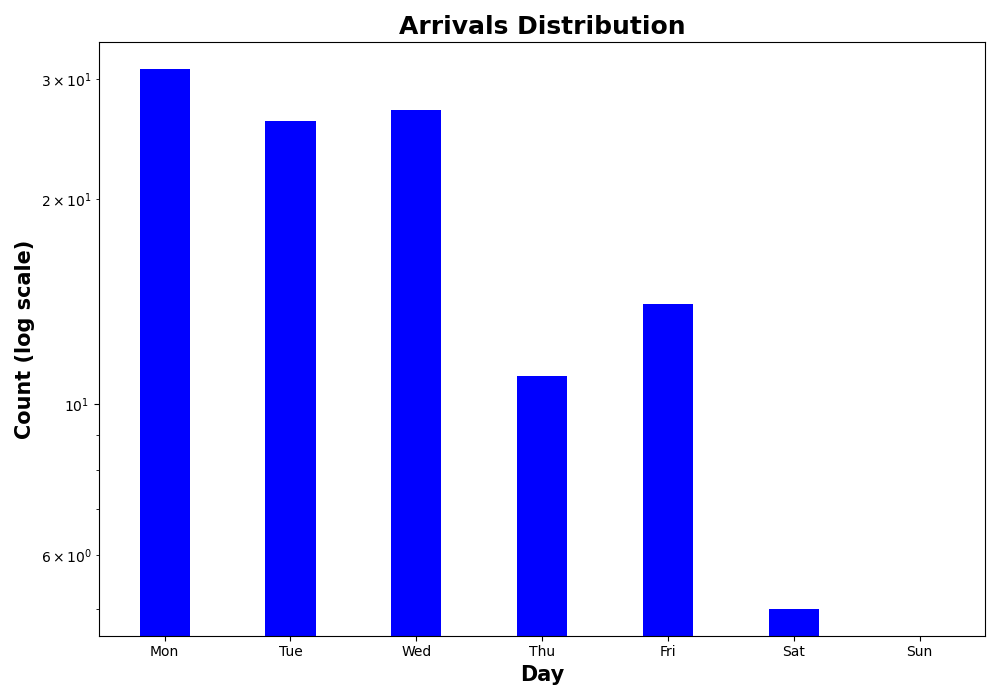 Arrivals Distribution
Count (log scale)
3 × 10¹
2 × 10¹
10¹
6 × 10⁰
Mon Tue Wed Thu Fri Sat Sun
Day